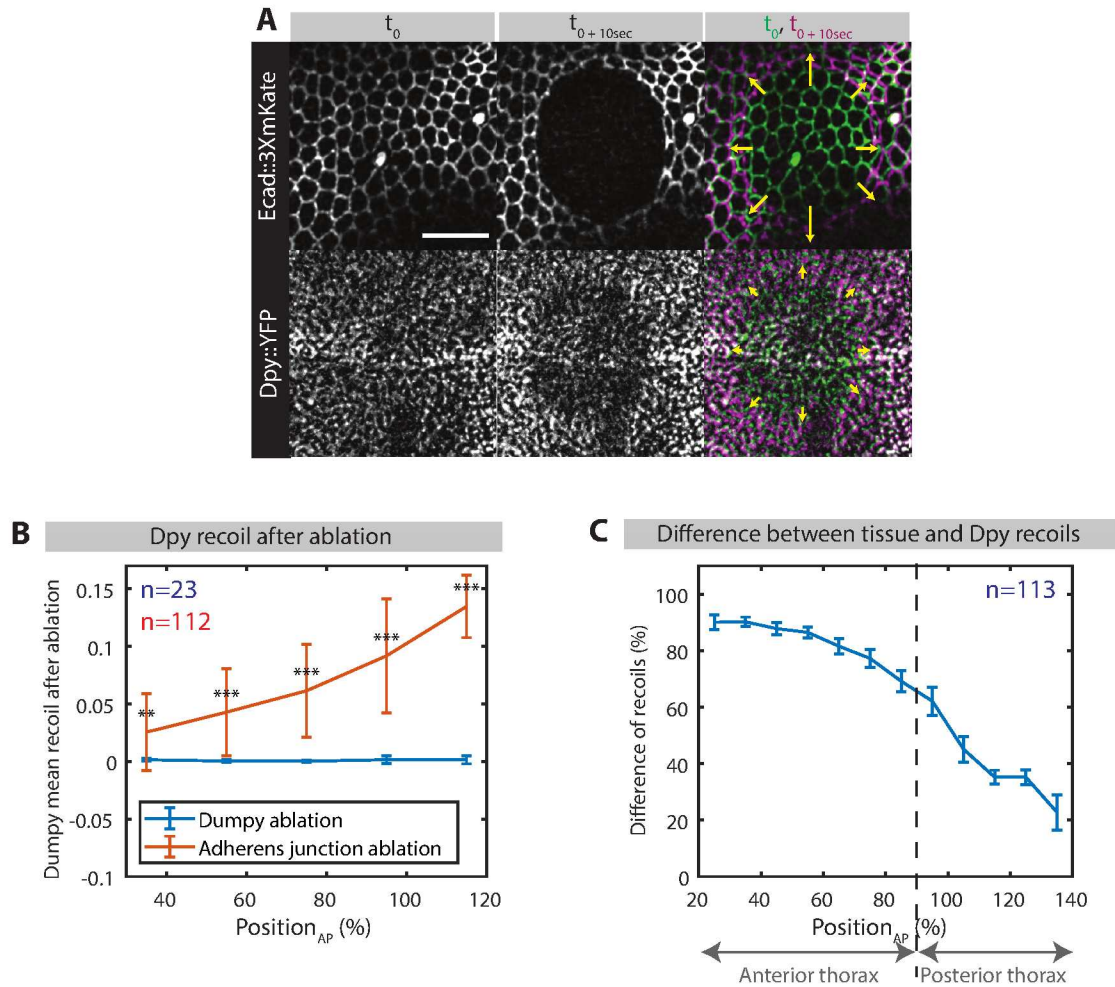 A
t0
t0 + 10sec
t0, t0 + 10sec
Ecad::3XmKate
Dpy::YFP
B
Dpy recoil after ablation
n=23
n=112
**
***
***
***
***
0.15
0.1
0.05
0
-0.05
-0.1
Dumpy mean recoil after ablation
Dumpy ablation
Adherens junction ablation
40 60 80 100 120
PositionAP (%)
C
Difference between tissue and Dpy recoils
n=113
100
80
60
40
20
0
Difference of recoils (%)
20 40 60 80 100 120 140
PositionAP (%)
Anterior thorax
Posterior thorax